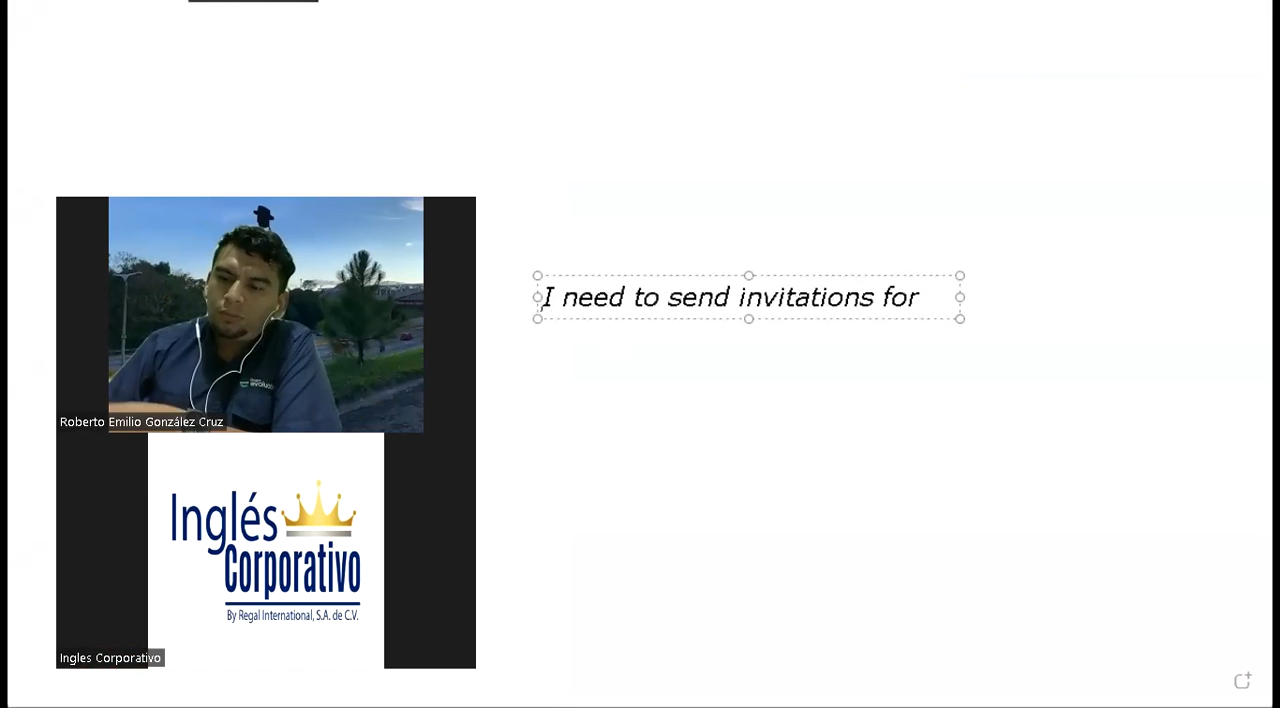 I need to send invitations for
Roberto Emilio González Cruz
Inglés
Corporativo
By Regal International, S.A. de C.V.
Ingles Corporativo